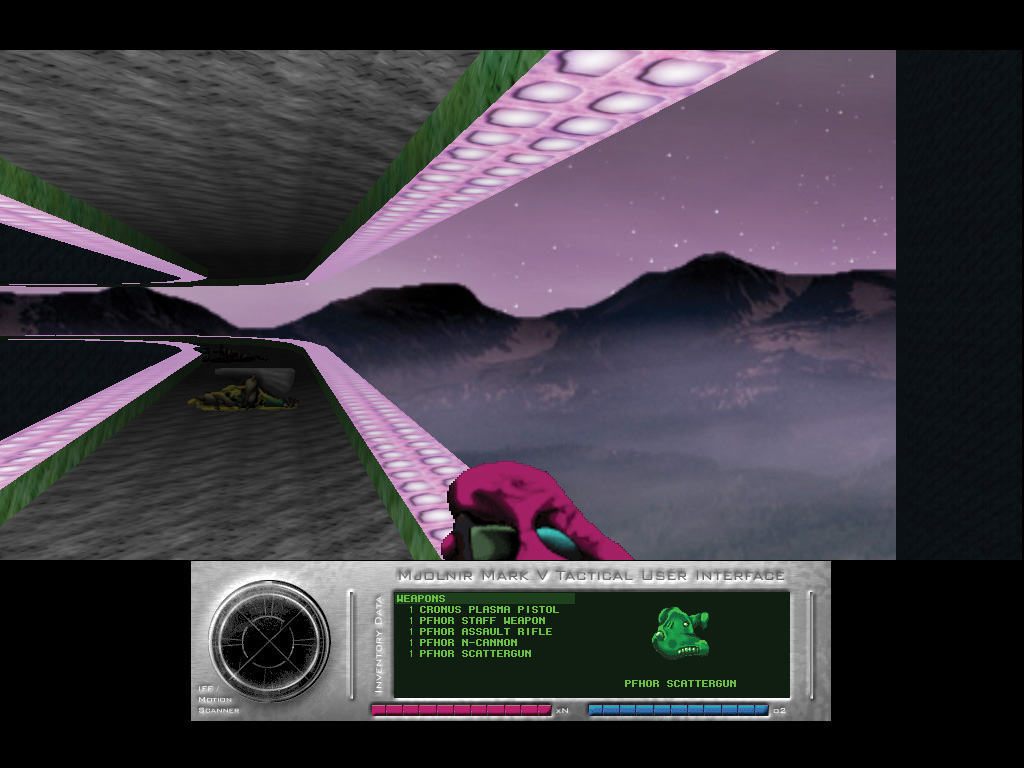 Mjolnir Mark V Tactical User Interface
Inventory Data
WEAPONS
1 CRONUS PLASMA PISTOL
1 PFHOR STAFF WEAPON
1 PFHOR ASSAULT RIFLE
1 PFHOR N-CANNON
1 PFHOR SCATTERGUN
PFHOR SCATTERGUN
IFF /
Motion
Scanner
xN
o2